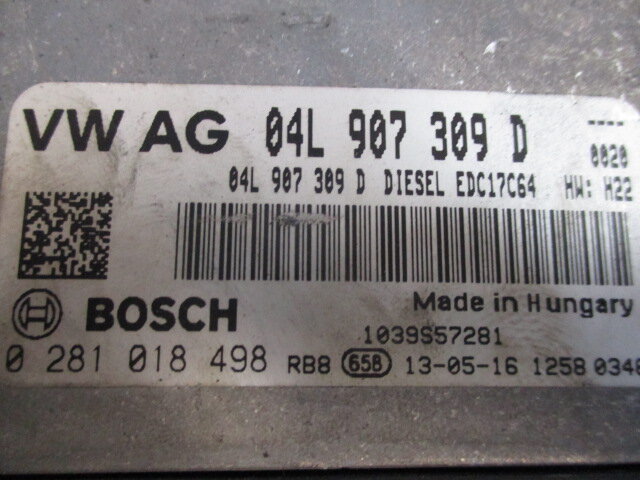 VW AG 04L 907 309 D ----
0020
04L 907 309 D DIESEL EDC17C64 HW: H22
BOSCH Made in Hungary
1039S57281
0 281 018 498 RB8 658 13-05-16 1258 0348